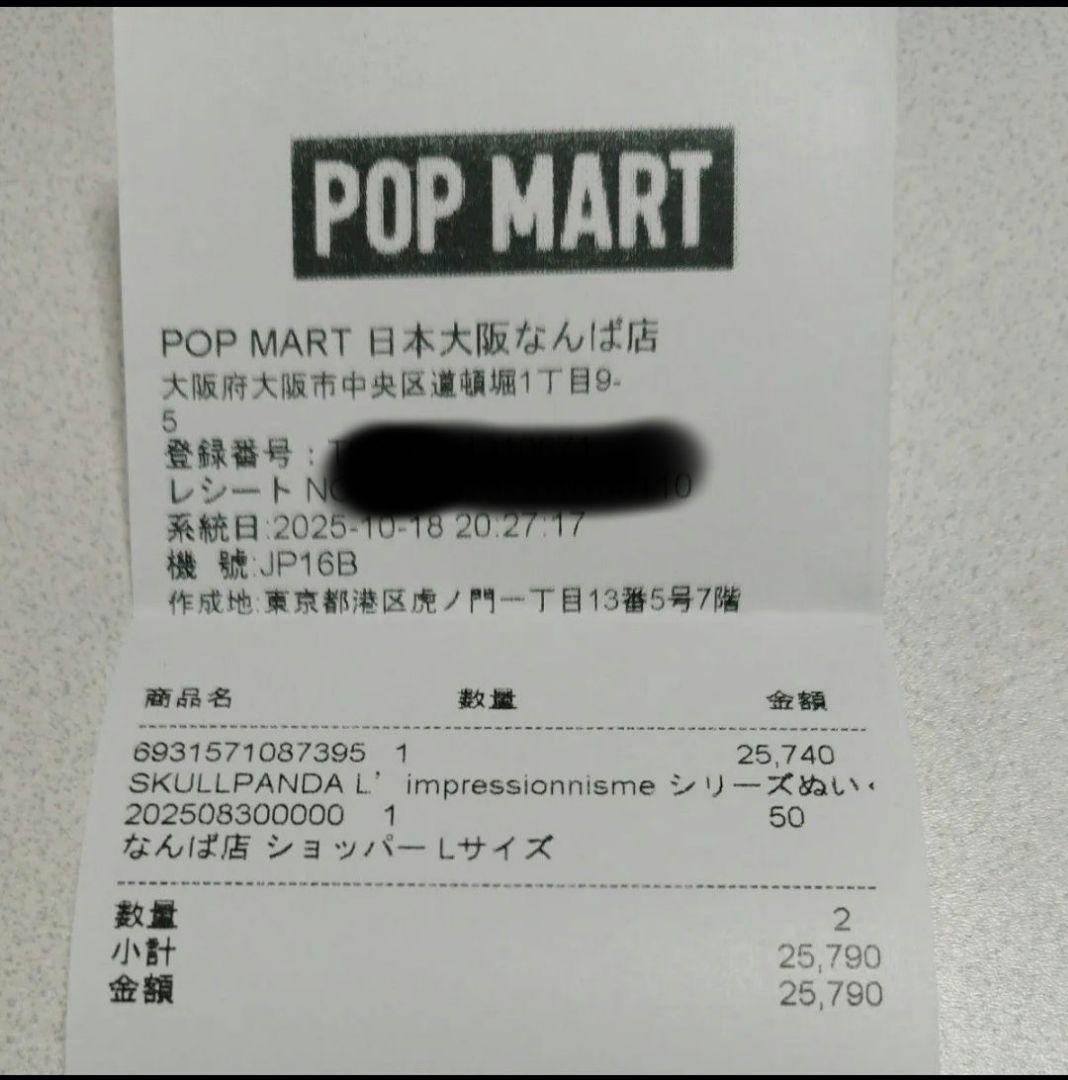 POP MART
POP MART 日本大阪なんば店
大阪府大阪市中央区道頓堀1丁目9-
5
登録番号:T
レシート NO
系統日:2025-10-18 20:27:17
機 號:JP16B
作成地:東京都港区虎ノ門一丁目13番5号7階
商品名 数量 金額
6931571087395 1 25,740
SKULLPANDA L’impressionnisme シリーズぬい
202508300000 1 50
なんば店 ショッパー Lサイズ
数量 2
小計 25,790
金額 25,790